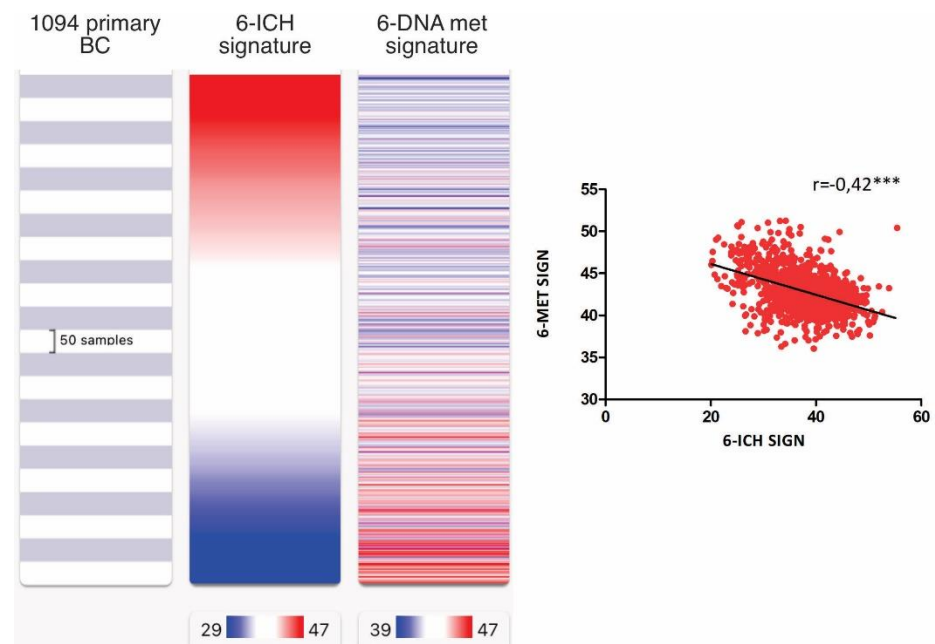 1094 primary
BC
6-ICH
signature
6-DNA met
signature
50 samples
29 47
39 47
r=-0,42***
55
50
45
40
35
30
0 20 40 60
6-MET SIGN
6-ICH SIGN